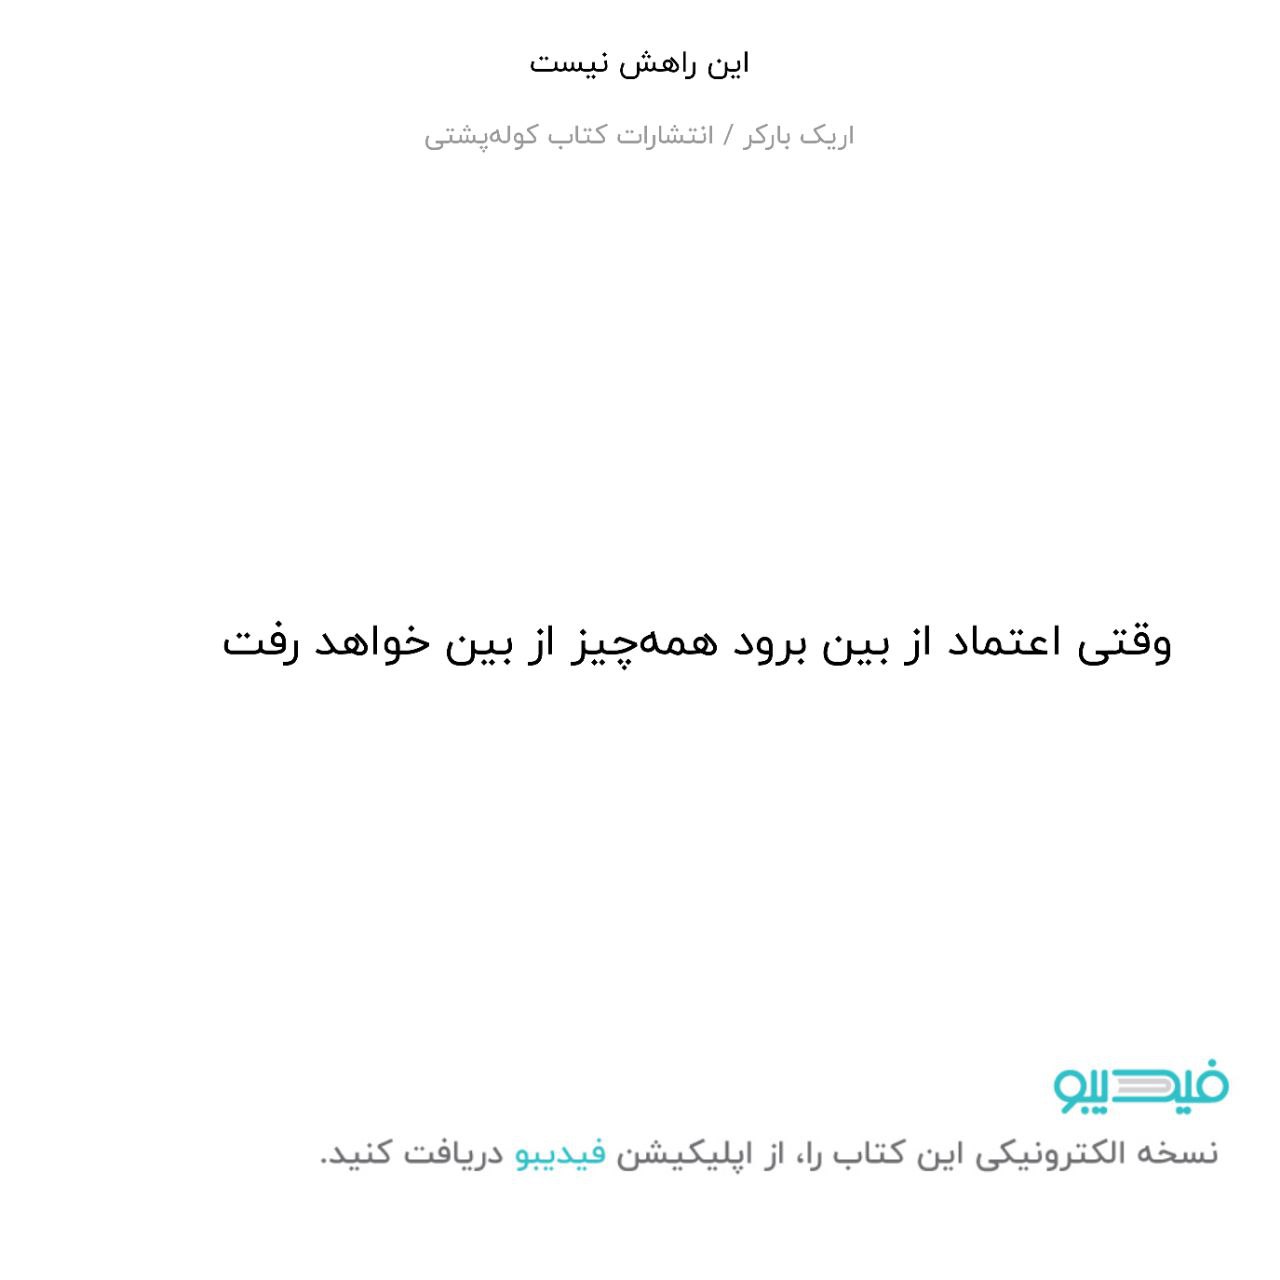 این راهش نیست
اریک بارکر / انتشارات کتاب کوله‌پشتی
وقتی اعتماد از بین برود همه‌چیز از بین خواهد رفت
فیدیبو
نسخه الکترونیکی این کتاب را، از اپلیکیشن فیدیبو دریافت کنید.